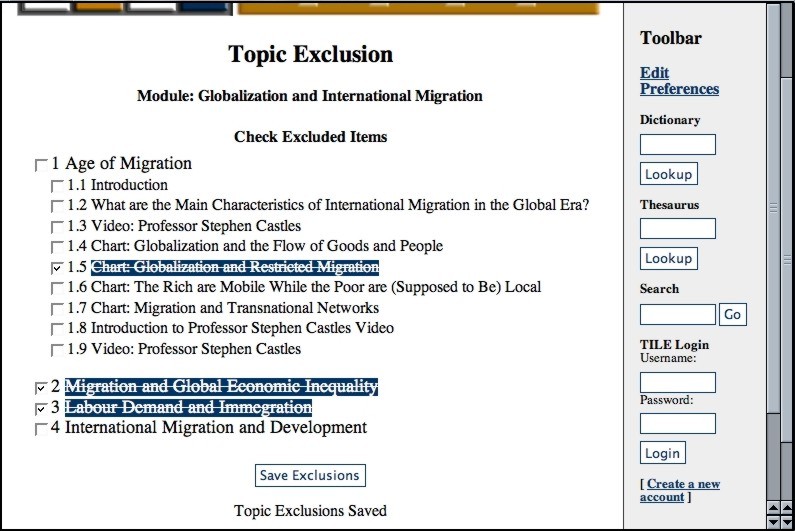 Topic Exclusion
Module: Globalization and International Migration
Check Excluded Items
1 Age of Migration
1.1 Introduction
1.2 What are the Main Characteristics of International Migration in the Global Era?
1.3 Video: Professor Stephen Castles
1.4 Chart: Globalization and the Flow of Goods and People
1.5 Chart: Globalization and Restricted Migration
1.6 Chart: The Rich are Mobile While the Poor are (Supposed to Be) Local
1.7 Chart: Migration and Transnational Networks
1.8 Introduction to Professor Stephen Castles Video
1.9 Video: Professor Stephen Castles
2 Migration and Global Economic Inequality
3 Labour Demand and Immegration
4 International Migration and Development
Save Exclusions
Topic Exclusions Saved
Toolbar
Edit
Preferences
Dictionary
Lookup
Thesaurus
Lookup
Search
Go
TILE Login
Username:
Password:
Login
[ Create a new
account ]